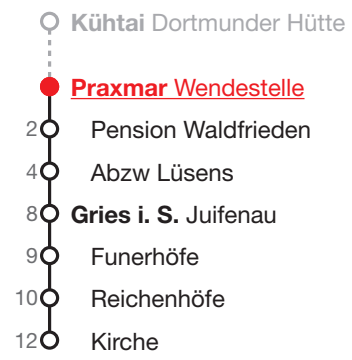 Kühtai Dortmunder Hütte
Praxmar Wendestelle
2 Pension Waldfrieden
4 Abzw Lüsens
8 Gries i. S. Juifenau
9 Funerhöfe
10 Reichenhöfe
12 Kirche